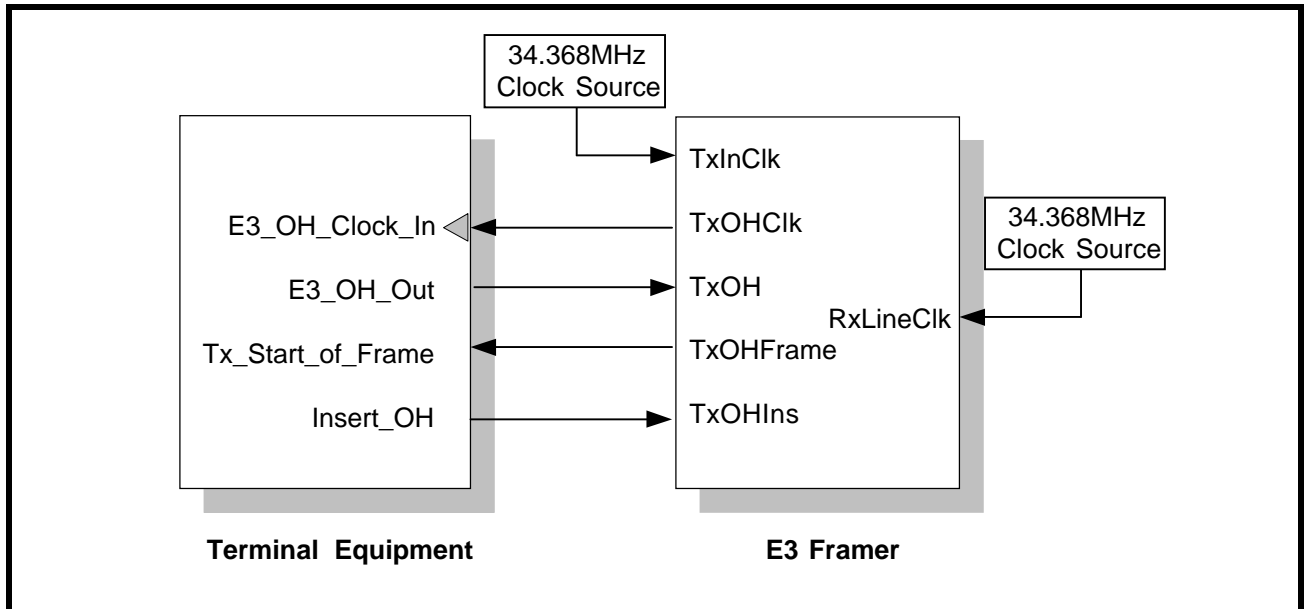 34.368MHz
Clock Source
TxInClk
E3_OH_Clock_In
TxOHClk
34.368MHz
Clock Source
E3_OH_Out
TxOH
RxLineClk
Tx_Start_of_Frame
TxOHFrame
Insert_OH
TxOHIns
Terminal Equipment
E3 Framer